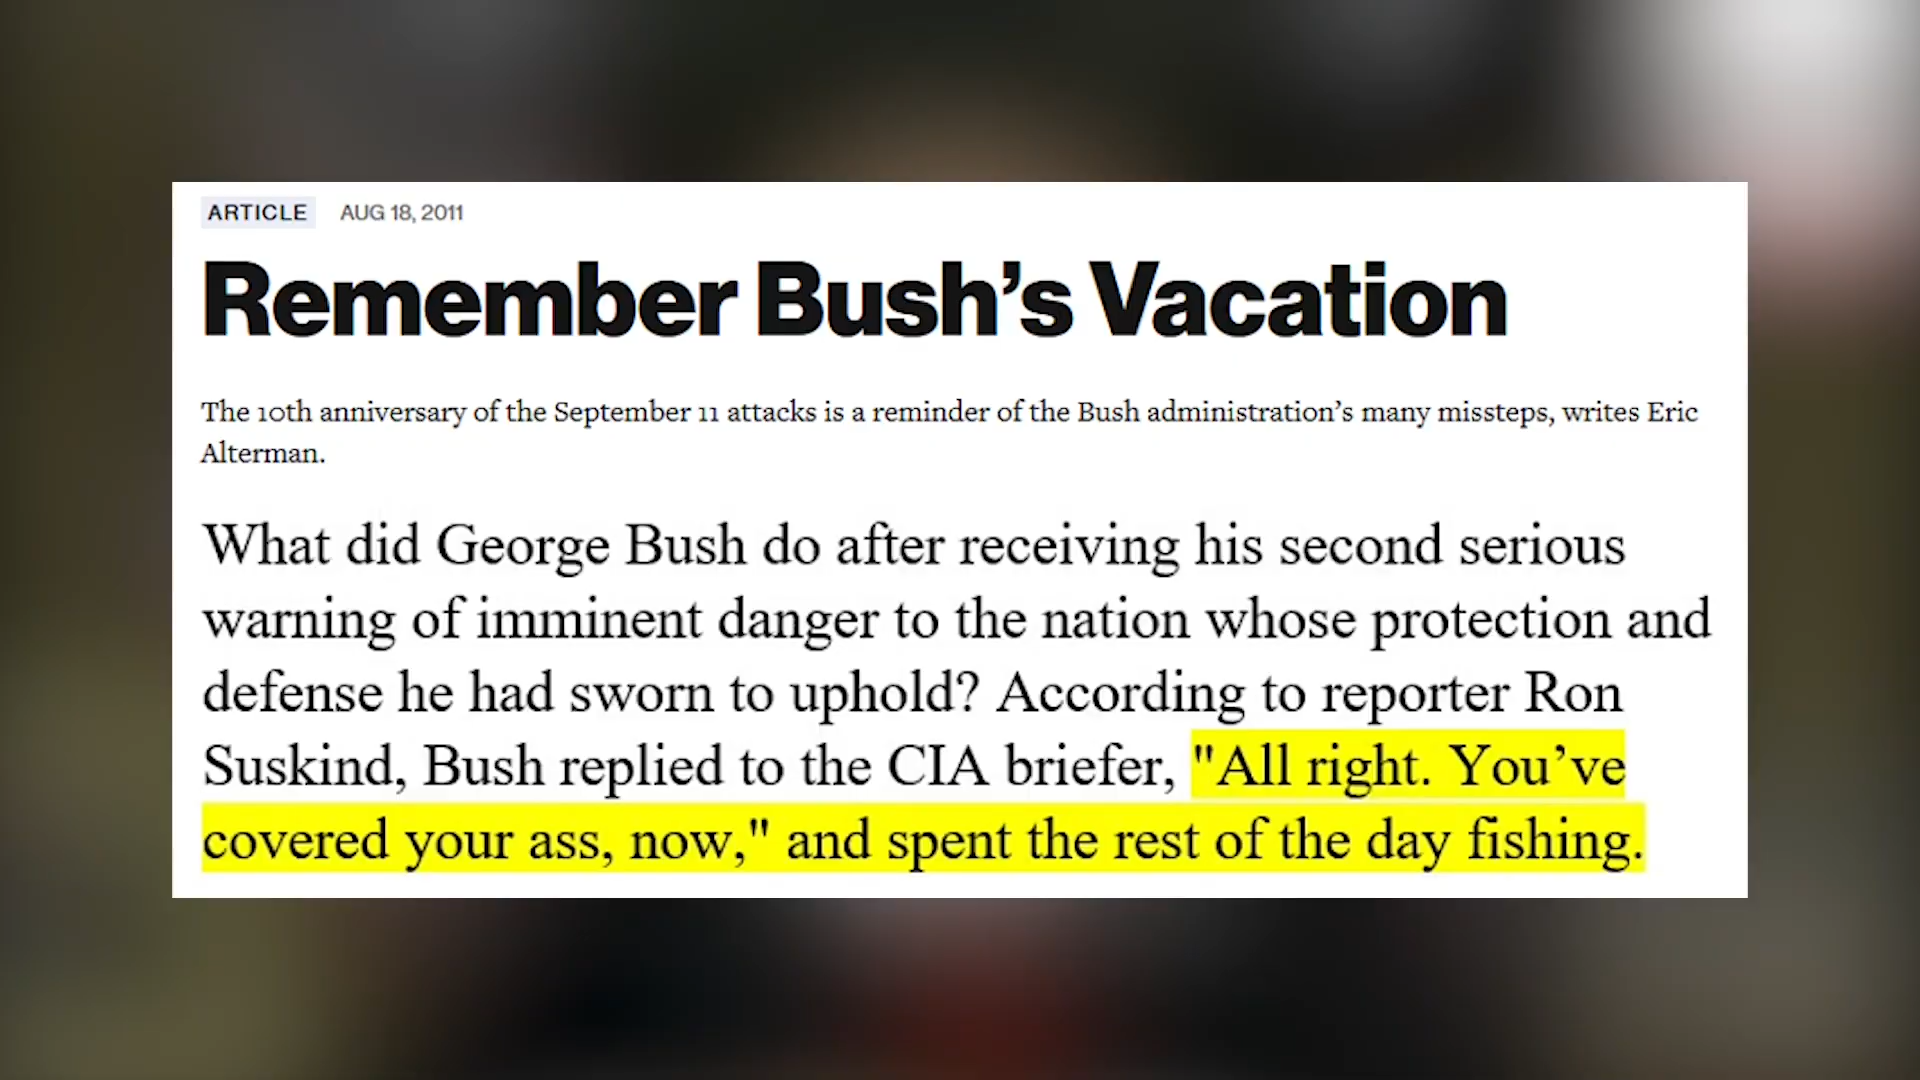 ARTICLE AUG 18, 2011
Remember Bush’s Vacation
The 10th anniversary of the September 11 attacks is a reminder of the Bush administration’s many missteps, writes Eric
Alterman.
What did George Bush do after receiving his second serious
warning of imminent danger to the nation whose protection and
defense he had sworn to uphold? According to reporter Ron
Suskind, Bush replied to the CIA briefer, "All right. You’ve
covered your ass, now," and spent the rest of the day fishing.